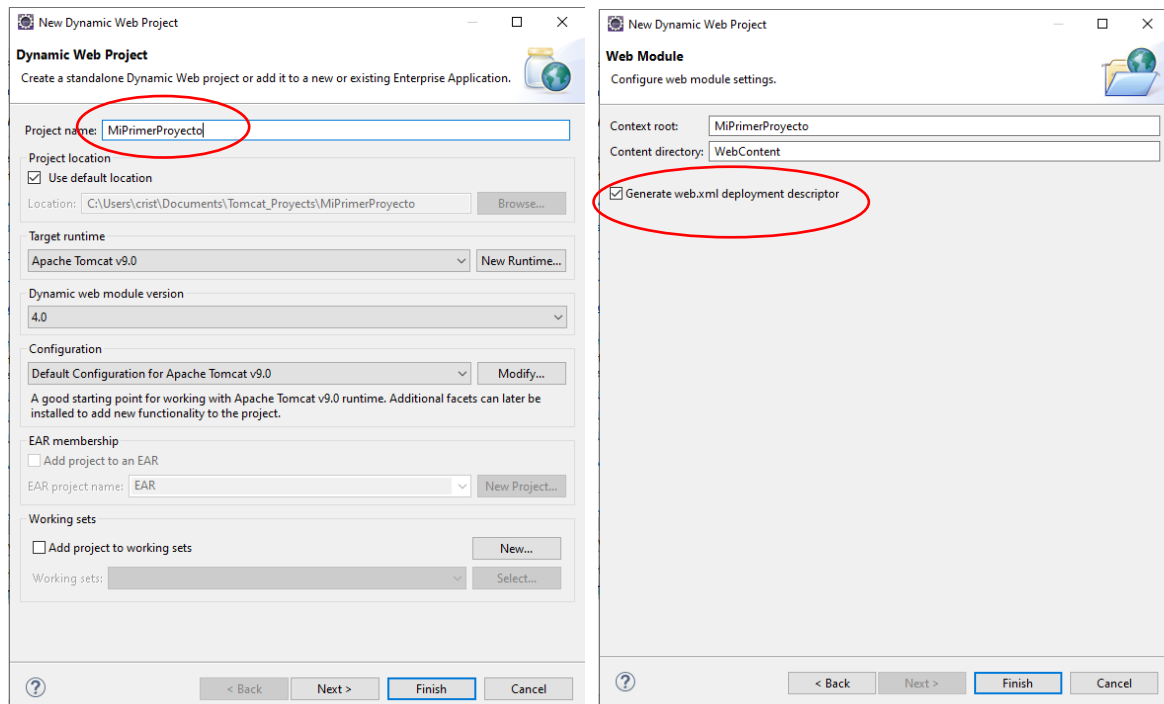 New Dynamic Web Project
Dynamic Web Project
Create a standalone Dynamic Web project or add it to a new or existing Enterprise Application.
Project name: MiPrimerProyecto
Project location
Use default location
Location: C:\Users\crist\Documents\Tomcat_Proyects\MiPrimerProyecto Browse...
Target runtime
Apache Tomcat v9.0 New Runtime...
Dynamic web module version
4.0
Configuration
Default Configuration for Apache Tomcat v9.0 Modify...
A good starting point for working with Apache Tomcat v9.0 runtime. Additional facets can later be
installed to add new functionality to the project.
EAR membership
Add project to an EAR
EAR project name: EAR New Project...
Working sets
Add project to working sets New...
Working sets: Select...
? < Back Next > Finish Cancel
New Dynamic Web Project
Web Module
Configure web module settings.
Context root: MiPrimerProyecto
Content directory: WebContent
Generate web.xml deployment descriptor
? < Back Next > Finish Cancel